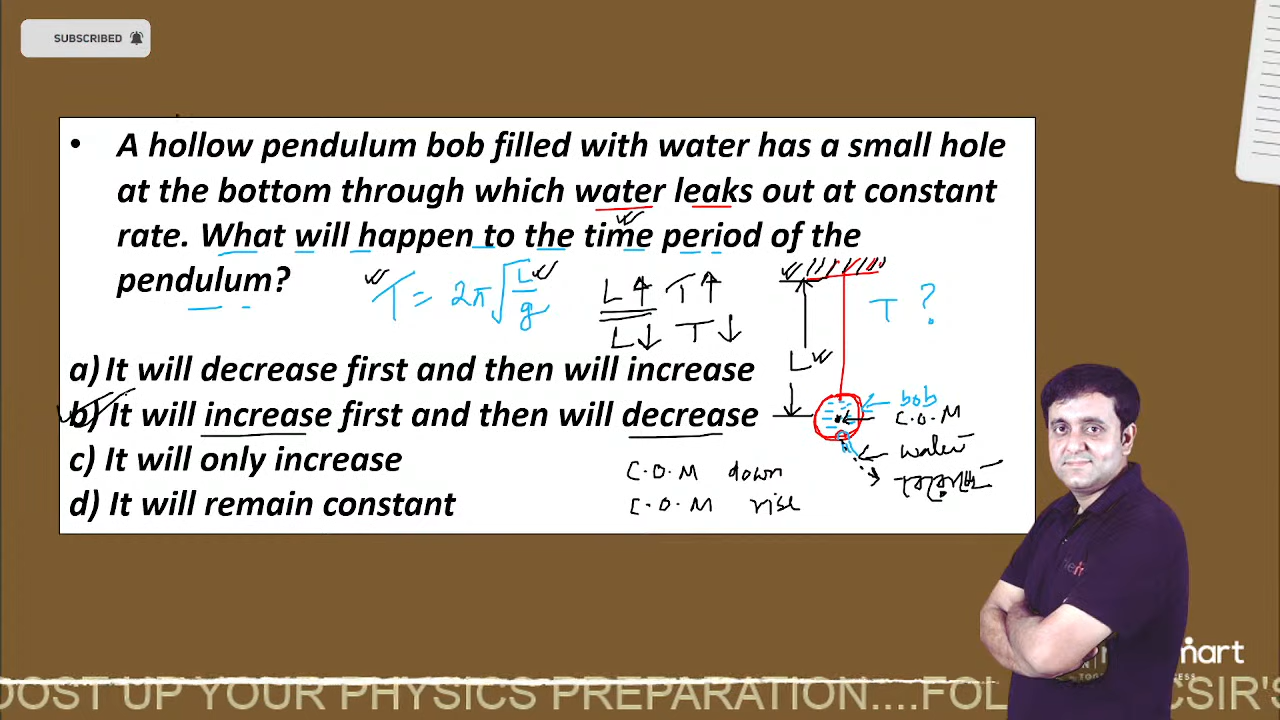 SUBSCRIBED
• A hollow pendulum bob filled with water has a small hole
at the bottom through which water leaks out at constant
rate. What will happen to the time period of the
pendulum?
T = 2π √L/g
L↑ T↑
L↓ T↓
T ?
L
a) It will decrease first and then will increase
b) It will increase first and then will decrease
c) It will only increase
d) It will remain constant
bob
C.O.M
water
C.O.M down
C.O.M rise
OOST UP YOUR PHYSICS PREPARATION....FOL
CSIR'S